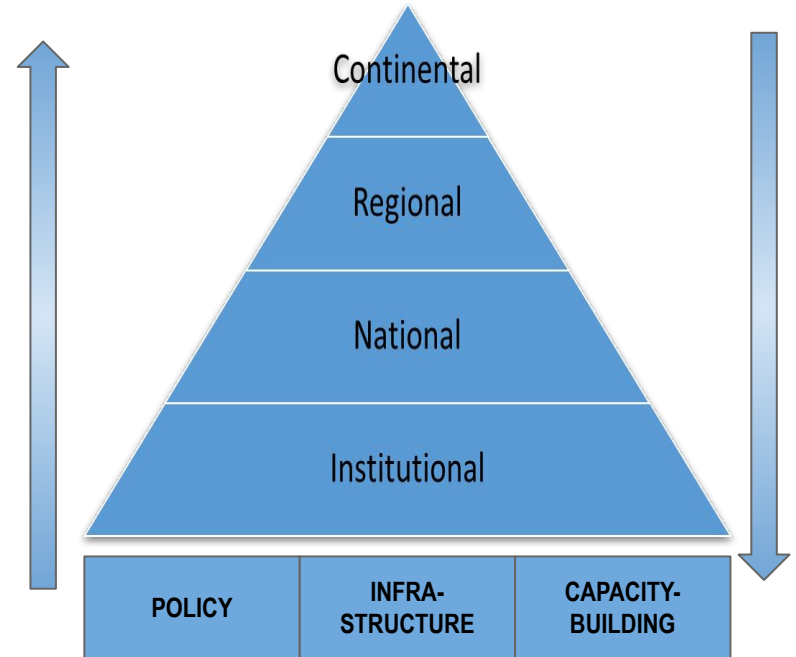 Continental
Regional
National
Institutional
POLICY
INFRA-
STRUCTURE
CAPACITY-
BUILDING